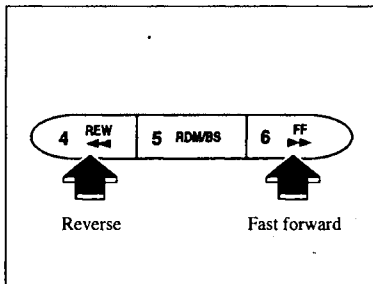 4 REW ◀◀ 5 RDM/BS 6 FF ▶▶
Reverse Fast forward